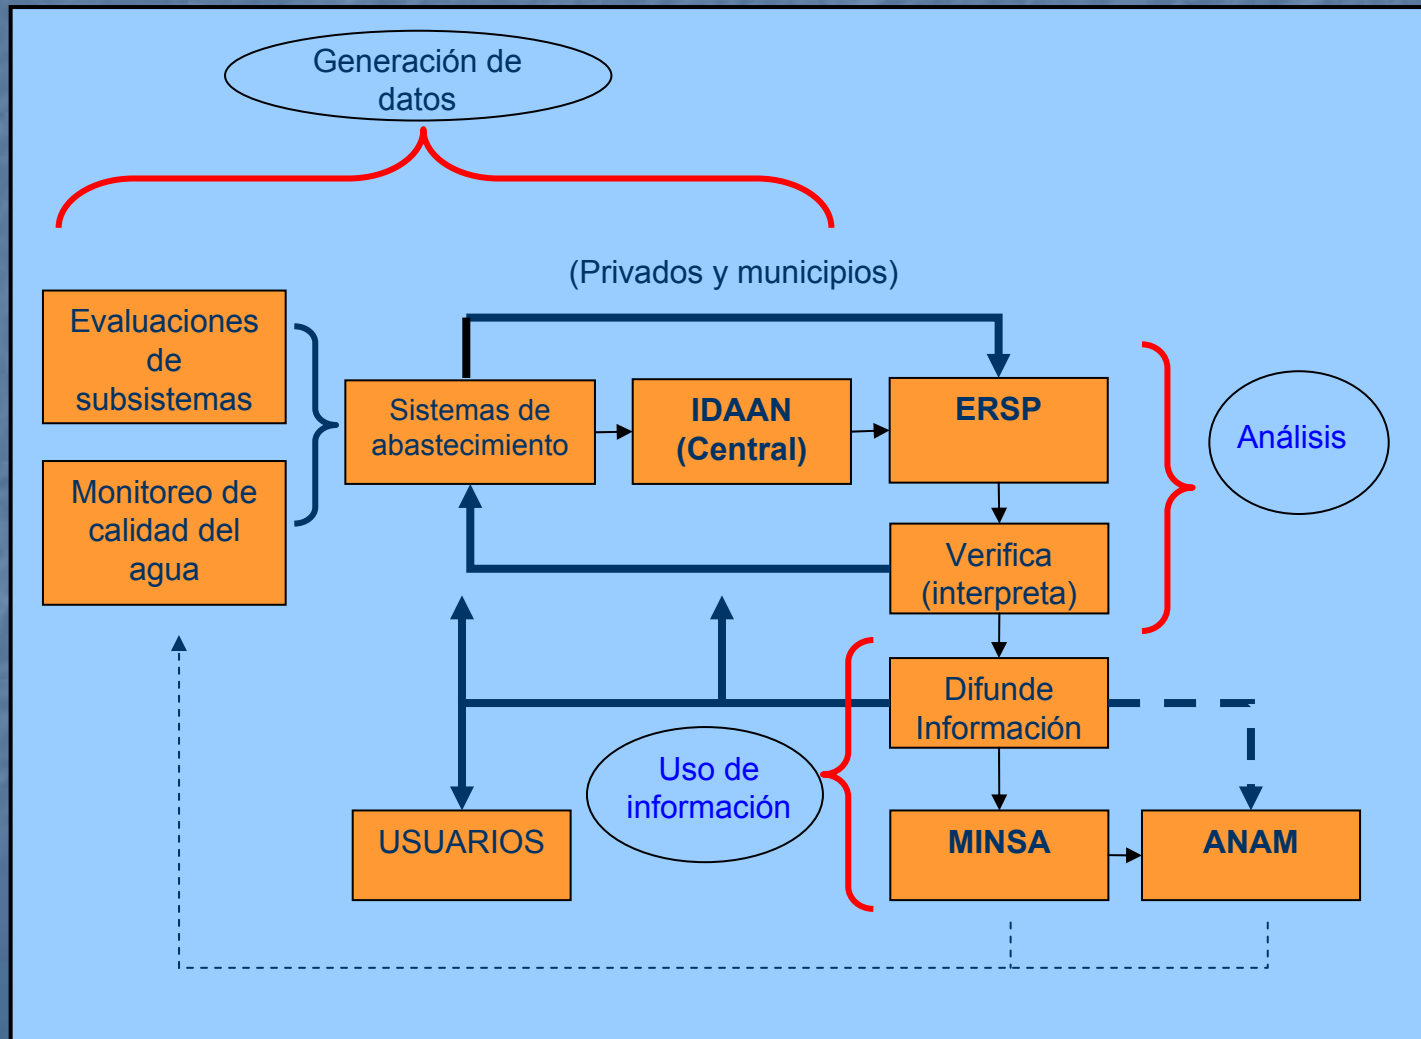 Generación de
datos
(Privados y municipios)
Evaluaciones
de
subsistemas
Monitoreo de
calidad del
agua
Sistemas de
abastecimiento
IDAAN
(Central)
ERSP
Análisis
Verifica
(interpreta)
Difunde
Información
Uso de
información
USUARIOS
MINSA
ANAM